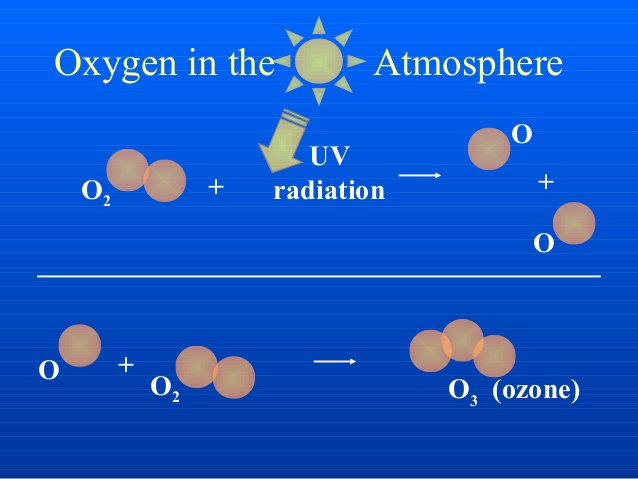 Oxygen in the Atmosphere
O₂ + UV radiation → O + O
O + O₂ → O₃ (ozone)